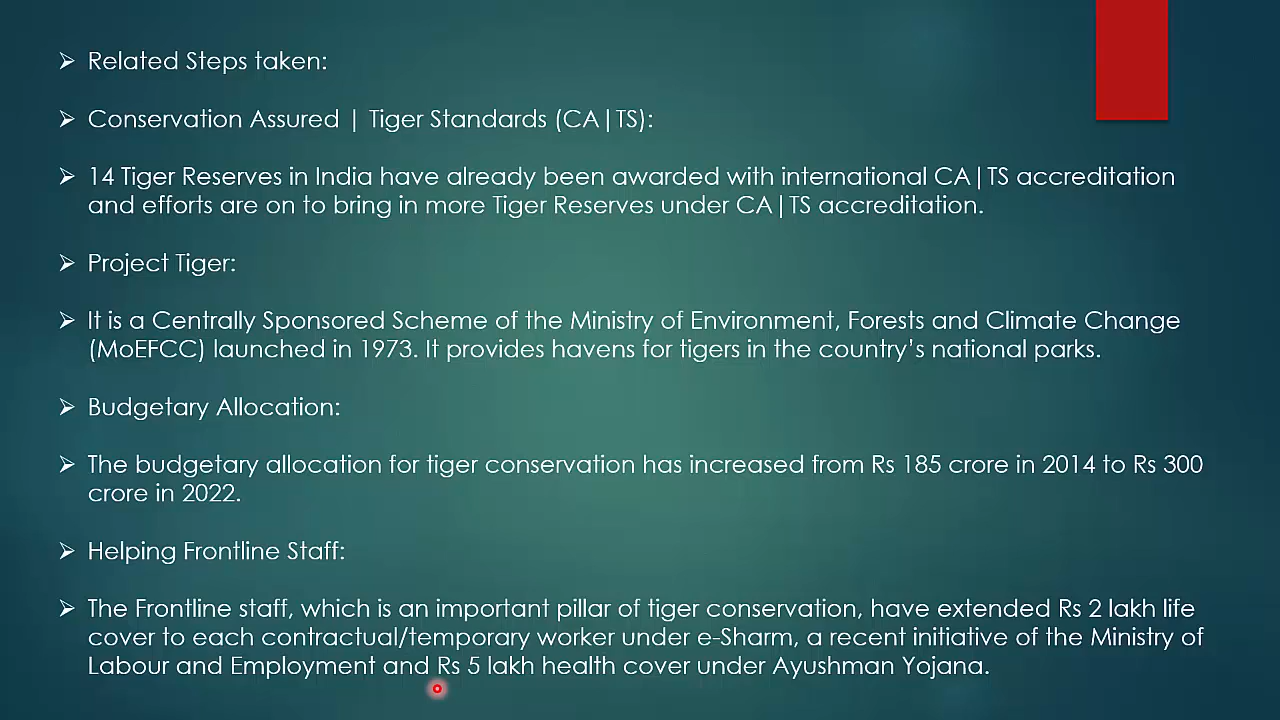 Related Steps taken:
Conservation Assured | Tiger Standards (CA|TS):
14 Tiger Reserves in India have already been awarded with international CA|TS accreditation
and efforts are on to bring in more Tiger Reserves under CA|TS accreditation.
Project Tiger:
It is a Centrally Sponsored Scheme of the Ministry of Environment, Forests and Climate Change
(MoEFCC) launched in 1973. It provides havens for tigers in the country's national parks.
Budgetary Allocation:
The budgetary allocation for tiger conservation has increased from Rs 185 crore in 2014 to Rs 300
crore in 2022.
Helping Frontline Staff:
The Frontline staff, which is an important pillar of tiger conservation, have extended Rs 2 lakh life
cover to each contractual/temporary worker under e-Sharm, a recent initiative of the Ministry of
Labour and Employment and Rs 5 lakh health cover under Ayushman Yojana.